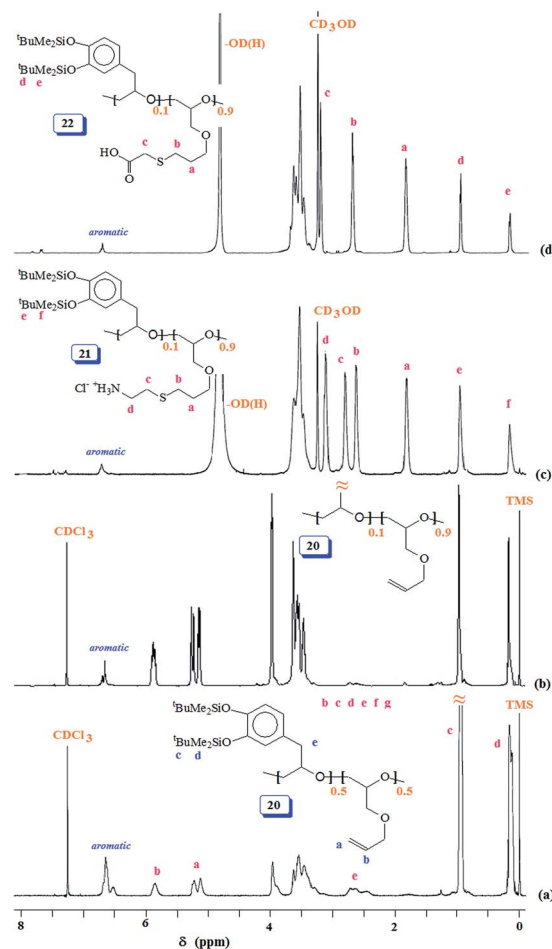 ᵗBuMe₂SiO
ᵗBuMe₂SiO
d e
22
O
0.1
O
0.9
O
HO
O
c
S
b
a
-OD(H)
CD₃OD
c
b
a
d
e
aromatic
(d)
ᵗBuMe₂SiO
ᵗBuMe₂SiO
e f
21
O
0.1
O
0.9
O
Cl⁻ ⁺H₃N
c
S
b
d
a
-OD(H)
CD₃OD
d
c
b
a
e
f
aromatic
(c)
≈
20
O
0.1
O
0.9
O
CDCl₃
TMS
aromatic
(b)
b c d e f g
ᵗBuMe₂SiO
ᵗBuMe₂SiO
c d
e
20
O
0.5
O
0.5
O
a
b
CDCl₃
≈
TMS
c
d
aromatic
b
a
e
(a)
8 6 4 2 0
δ (ppm)